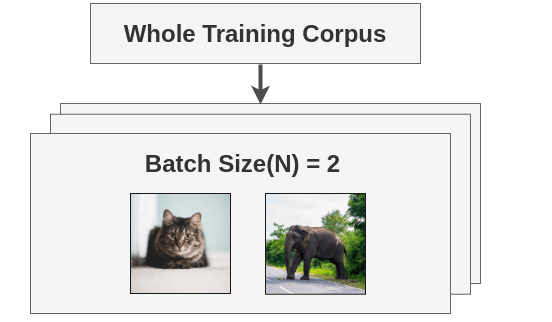 Whole Training Corpus
Batch Size(N) = 2